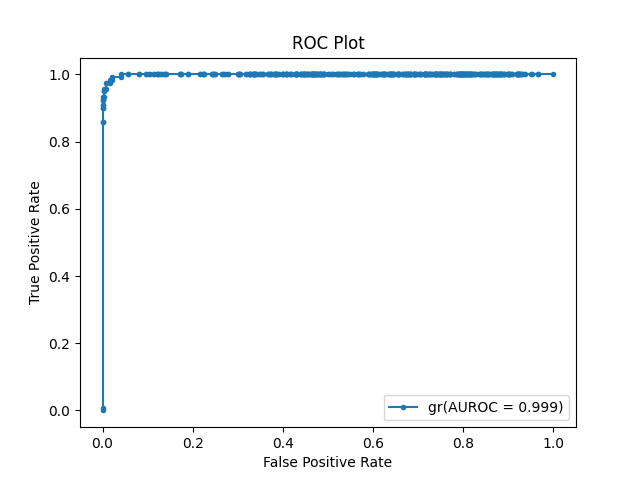 ROC Plot
1.0
0.8
0.6
0.4
0.2
0.0
True Positive Rate
gr(AUROC = 0.999)
0.0 0.2 0.4 0.6 0.8 1.0
False Positive Rate